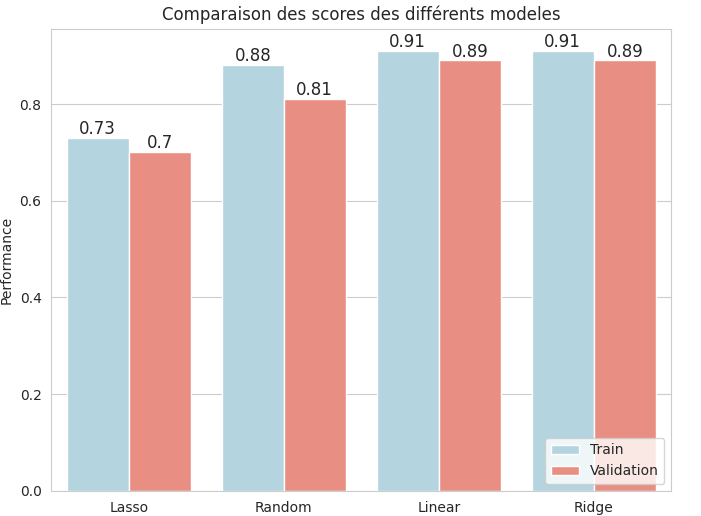 Comparaison des scores des différents modeles
0.73
0.7
0.88
0.81
0.91
0.89
0.91
0.89
Performance
0.8
0.6
0.4
0.2
0.0
Lasso
Random
Linear
Ridge
Train
Validation